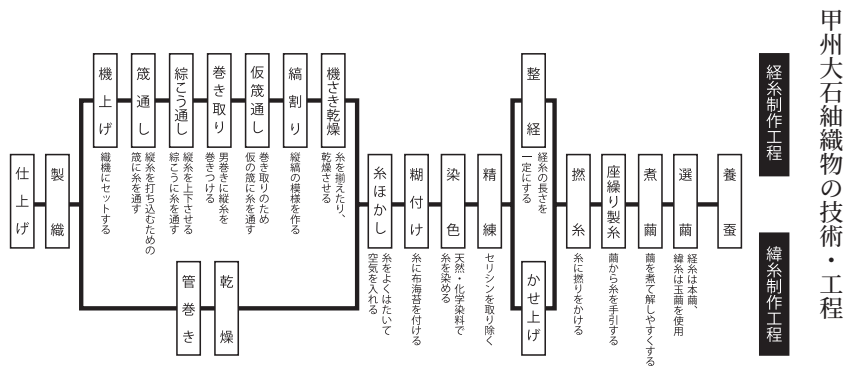 甲州大石紬織物の技術・工程
経糸制作工程
緯糸制作工程
養蚕
選繭
経糸は本繭、
緯糸は玉繭を使用
煮繭
繭を煮て解しやすくする
座繰り製糸
繭から糸を手引する
撚糸
糸に撚りをかける
整経
経糸の長さを
一定にする
かせ上げ
精練
セリシンを取り除く
染色
天然・化学染料で
糸を染める
糊付け
糸に布海苔を付ける
糸ほかし
糸をよくはたいて
空気を入れる
機さき乾燥
糸を揃えたり、
乾燥させる
縞割り
縦縞の模様を作る
仮筬通し
巻き取りのため
仮の筬に糸を通す
巻き取り
男巻きに縦糸を
巻きつける
綜こう通し
縦糸を上下させる
綜こうに糸を通す
筬通し
縦糸を打ち込むための
筬に糸を通す
機上げ
織機にセットする
乾燥
管巻き
製織
仕上げ